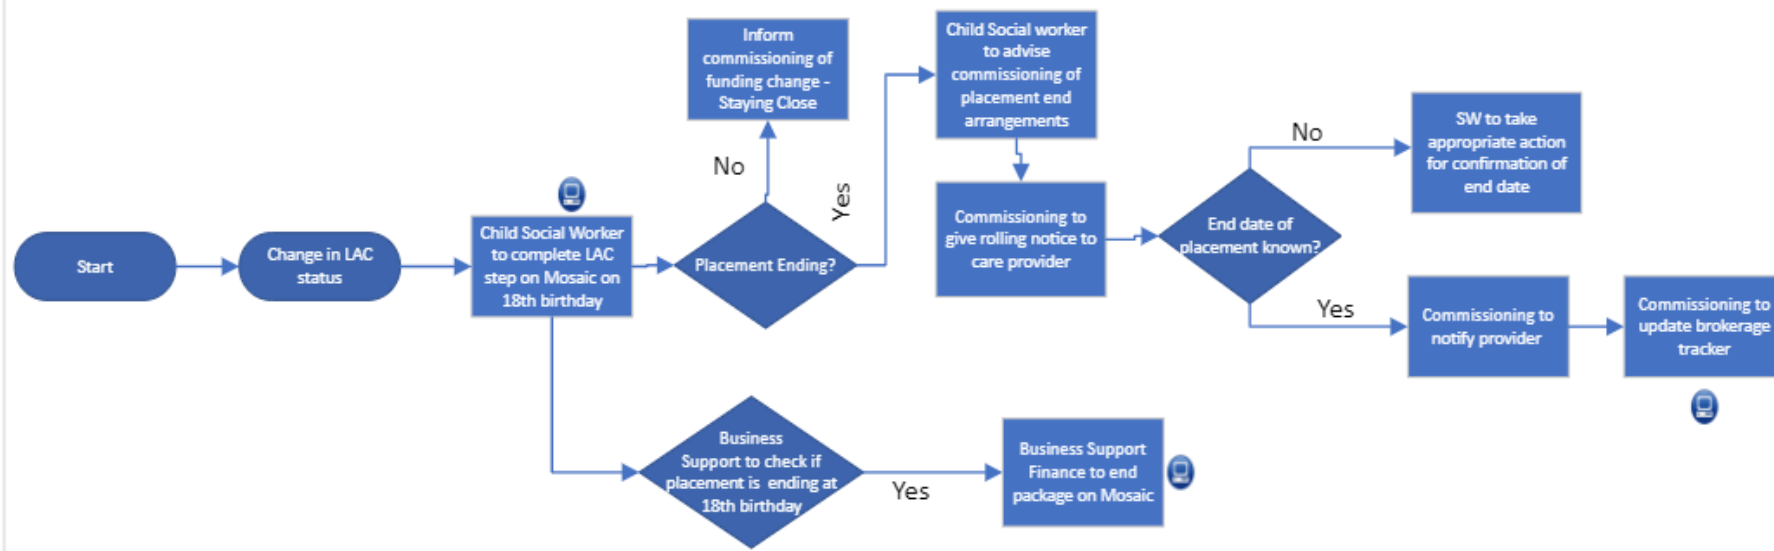 Start
Change in LAC
status
Child Social Worker
to complete LAC
step on Mosaic on
18th birthday
Placement Ending?
No
Inform
commissioning of
funding change -
Staying Close
Yes
Child Social worker
to advise
commissioning of
placement end
arrangements
Commissioning to
give rolling notice to
care provider
End date of
placement known?
No
SW to take
appropriate action
for confirmation of
end date
Yes
Commissioning to
notify provider
Commissioning to
update brokerage
tracker
Business
Support to check if
placement is ending at
18th birthday
Yes
Business Support
Finance to end
package on Mosaic